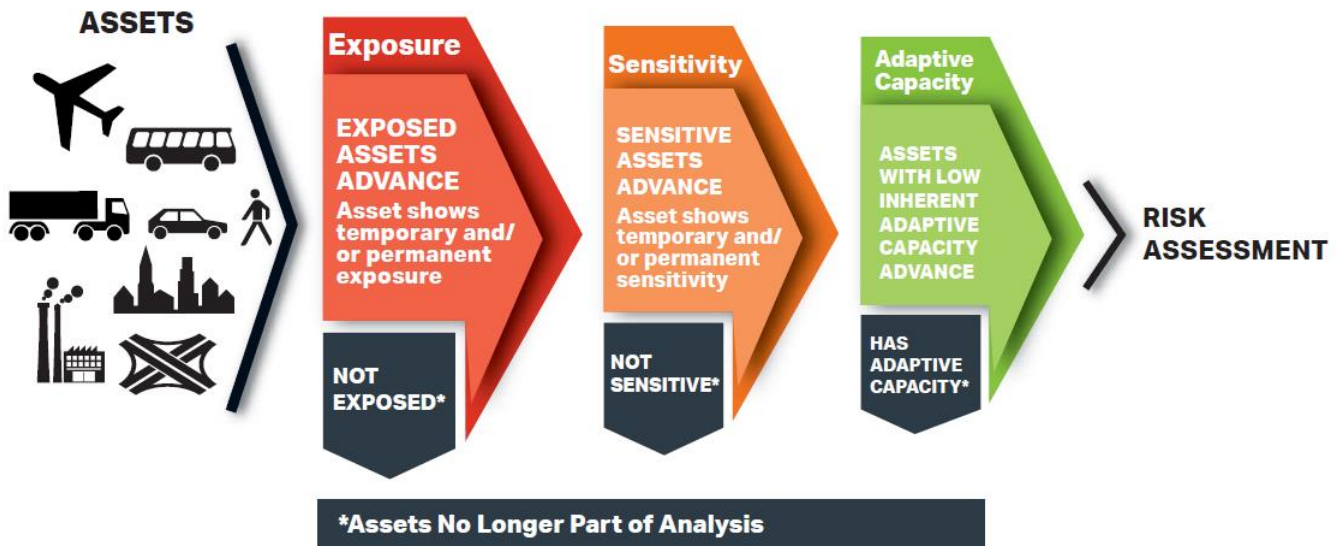 ASSETS
Exposure
EXPOSED
ASSETS
ADVANCE
Asset shows
temporary and/
or permanent
exposure
NOT
EXPOSED*
Sensitivity
SENSITIVE
ASSETS
ADVANCE
Asset shows
temporary and/
or permanent
sensitivity
NOT
SENSITIVE*
Adaptive
Capacity
ASSETS
WITH LOW
INHERENT
ADAPTIVE
CAPACITY
ADVANCE
HAS
ADAPTIVE
CAPACITY*
RISK
ASSESSMENT
*Assets No Longer Part of Analysis